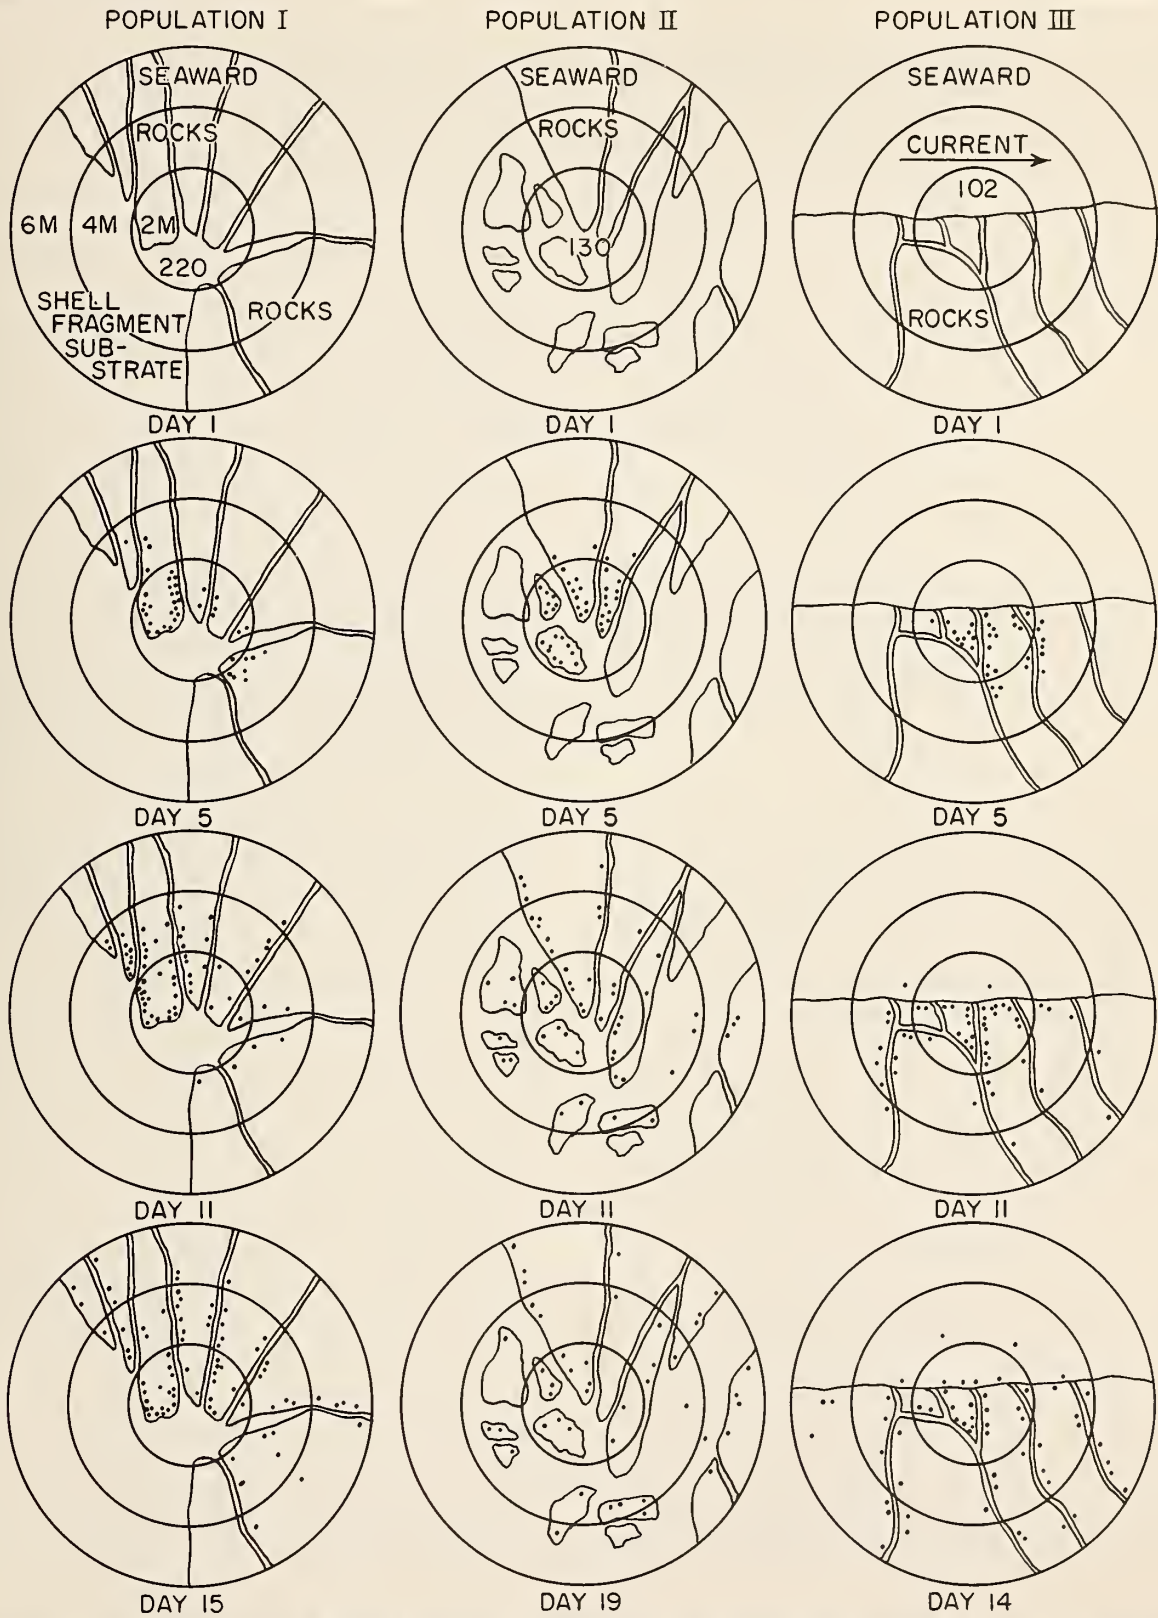 POPULATION I
POPULATION II
POPULATION III
SEAWARD
SEAWARD
SEAWARD
ROCKS
ROCKS
CURRENT
102
6M 4M 2M
220
130
SHELL
FRAGMENT
SUB-
STRATE
ROCKS
ROCKS
DAY 1
DAY 1
DAY 1
DAY 5
DAY 5
DAY 5
DAY 11
DAY 11
DAY 11
DAY 15
DAY 19
DAY 14